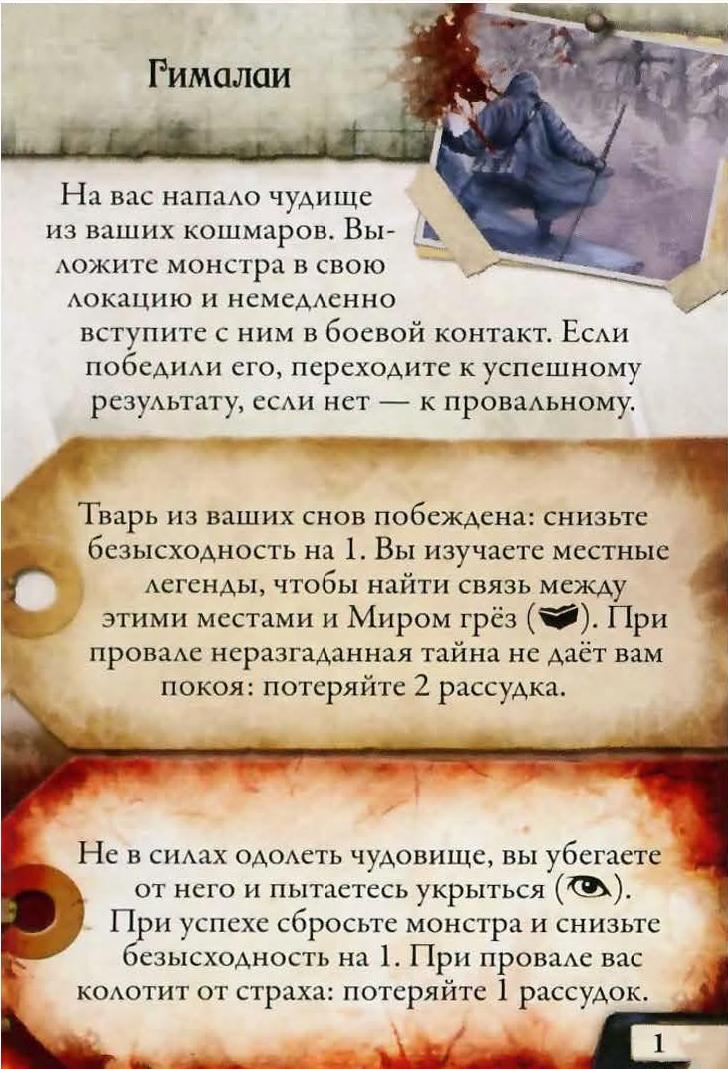 Гималаи
На вас напало чудище
из ваших кошмаров. Вы-
ложите монстра в свою
локацию и немедленно
вступите с ним в боевой контакт. Если
победили его, переходите к успешному
результату, если нет — к провальному.
Тварь из ваших снов побеждена: снизьте
безысходность на 1. Вы изучаете местные
легенды, чтобы найти связь между
этими местами и Миром грёз (). При
провале неразгаданная тайна не даёт вам
покоя: потеряйте 2 рассудка.
Не в силах одолеть чудовище, вы убегаете
от него и пытаетесь укрыться ().
При успехе сбросьте монстра и снизьте
безысходность на 1. При провале вас
колотит от страха: потеряйте 1 рассудок.
1